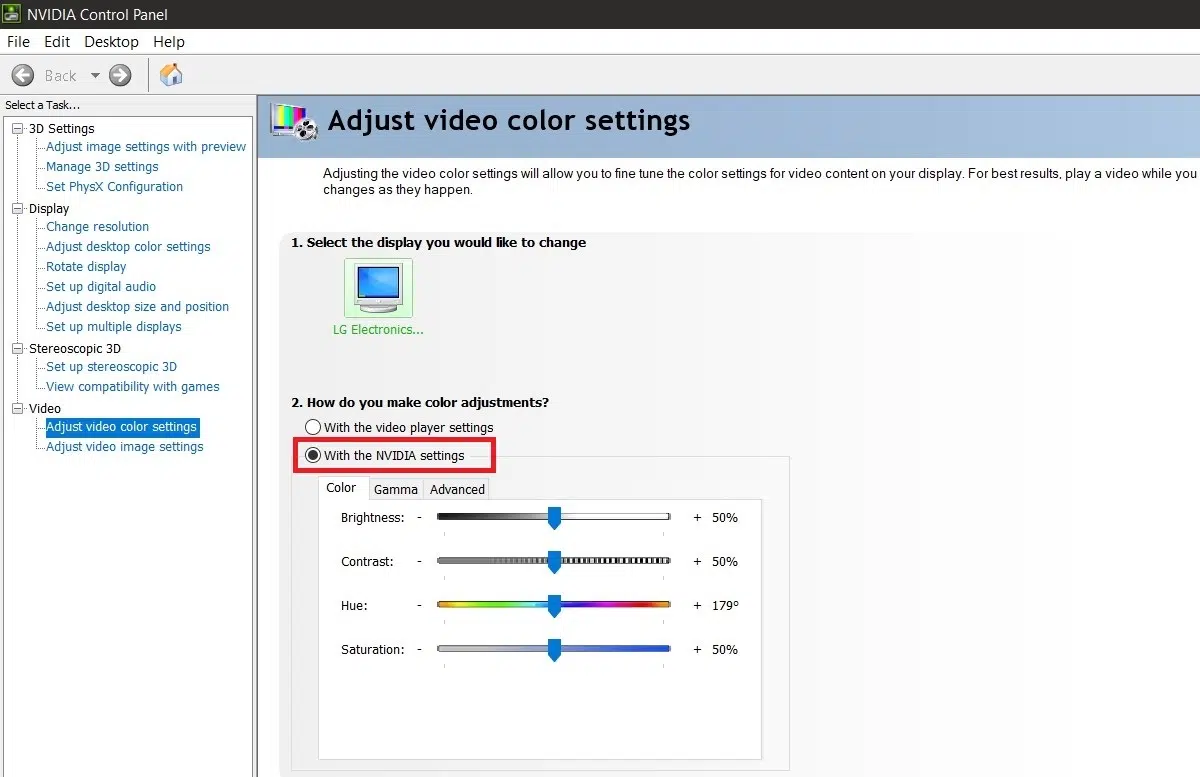 NVIDIA Control Panel
File Edit Desktop Help
Back
Select a Task...
3D Settings
Adjust image settings with preview
Manage 3D settings
Set PhysX Configuration
Display
Change resolution
Adjust desktop color settings
Rotate display
Set up digital audio
Adjust desktop size and position
Set up multiple displays
Stereoscopic 3D
Set up stereoscopic 3D
View compatibility with games
Video
Adjust video color settings
Adjust video image settings
Adjust video color settings
Adjusting the video color settings will allow you to fine tune the color settings for video content on your display. For best results, play a video while you
changes as they happen.
1. Select the display you would like to change
LG Electronics...
2. How do you make color adjustments?
With the video player settings
With the NVIDIA settings
Color Gamma Advanced
Brightness: - + 50%
Contrast: - + 50%
Hue: - + 179º
Saturation: - + 50%